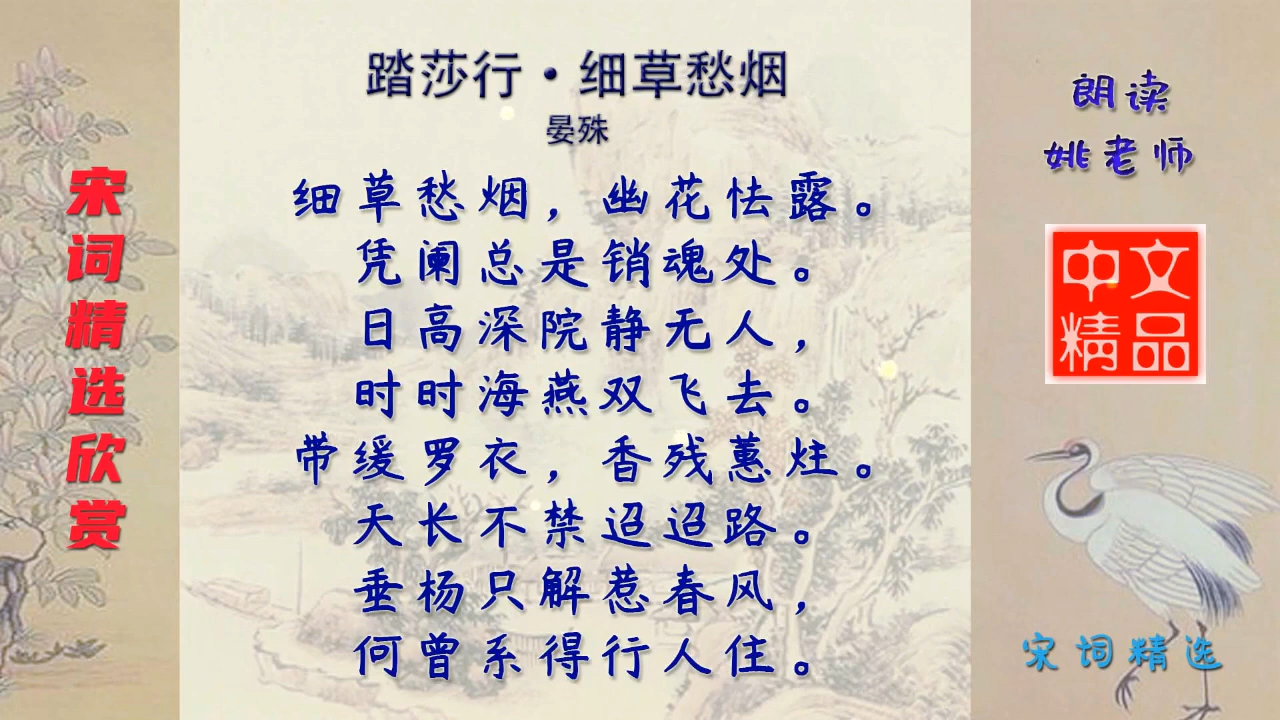 宋词精选欣赏
踏莎行·细草愁烟
晏殊
细草愁烟，幽花怯露。
凭阑总是销魂处。
日高深院静无人，
时时海燕双飞去。
带缓罗衣，香残蕙炷。
天长不禁迢迢路。
垂杨只解惹春风，
何曾系得行人住。
朗读
姚老师
中文
精品
宋词精选